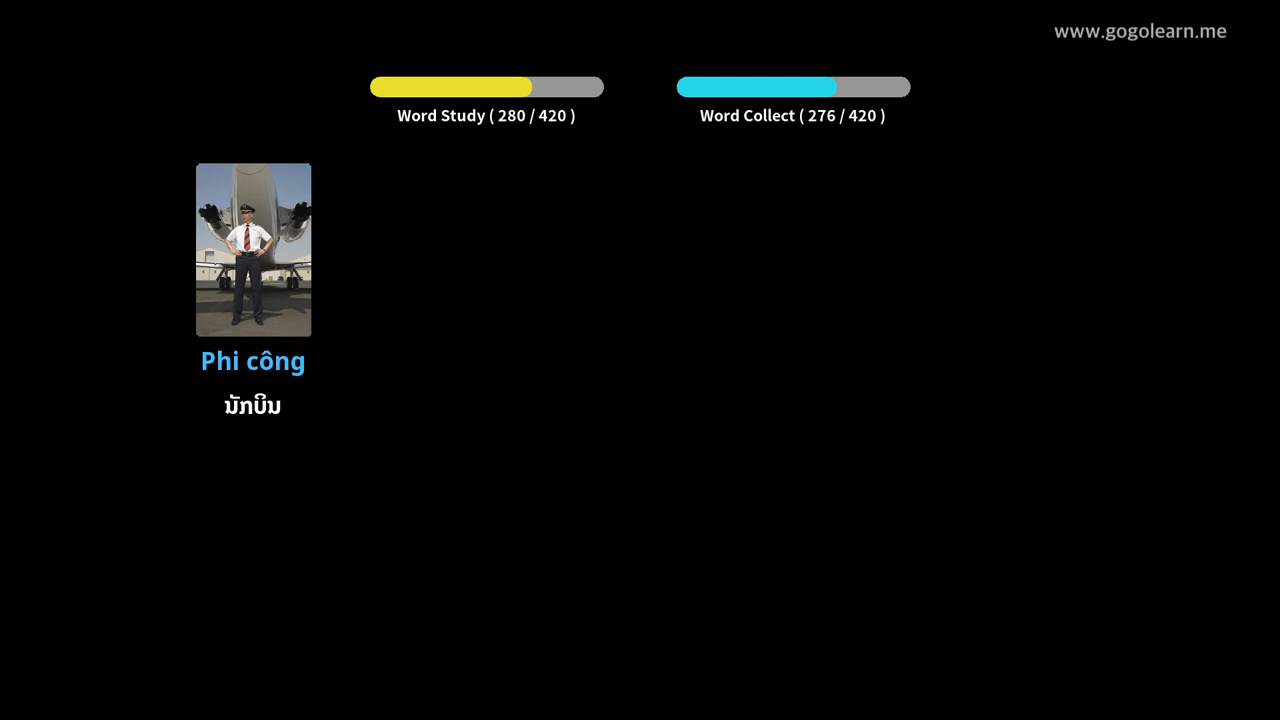 www.gogolearn.me
Word Study ( 280 / 420 )
Word Collect ( 276 / 420 )
Phi công
ນັກບິນ